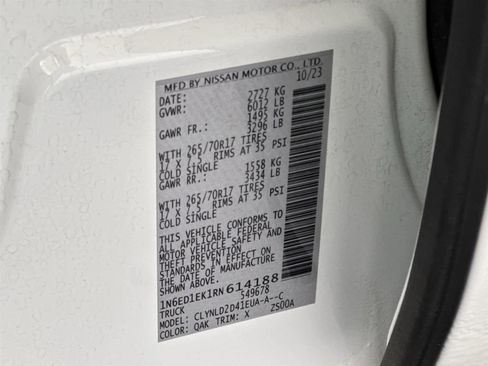 MFD BY NISSAN MOTOR CO., LTD.
DATE: 10/23
GVWR: 2727 KG
6012 LB
GAWR FR.: 1495 KG
3296 LB
WITH 265/70R17 TIRES
17 X 7.5 RIMS AT 35 PSI
COLD SINGLE
GAWR RR.: 1558 KG
3434 LB
WITH 265/70R17 TIRES
17 X 7.5 RIMS AT 35 PSI
COLD SINGLE
THIS VEHICLE CONFORMS TO
ALL APPLICABLE FEDERAL
MOTOR VEHICLE SAFETY AND
THEFT PREVENTION
STANDARDS IN EFFECT ON
THE DATE OF MANUFACTURE
SHOWN ABOVE.
1N6ED1EK1RN614188
TRUCK 549678
MODEL: CLYNLD2D41EUA-A--C
COLOR: QAK TRIM: X ZS00A